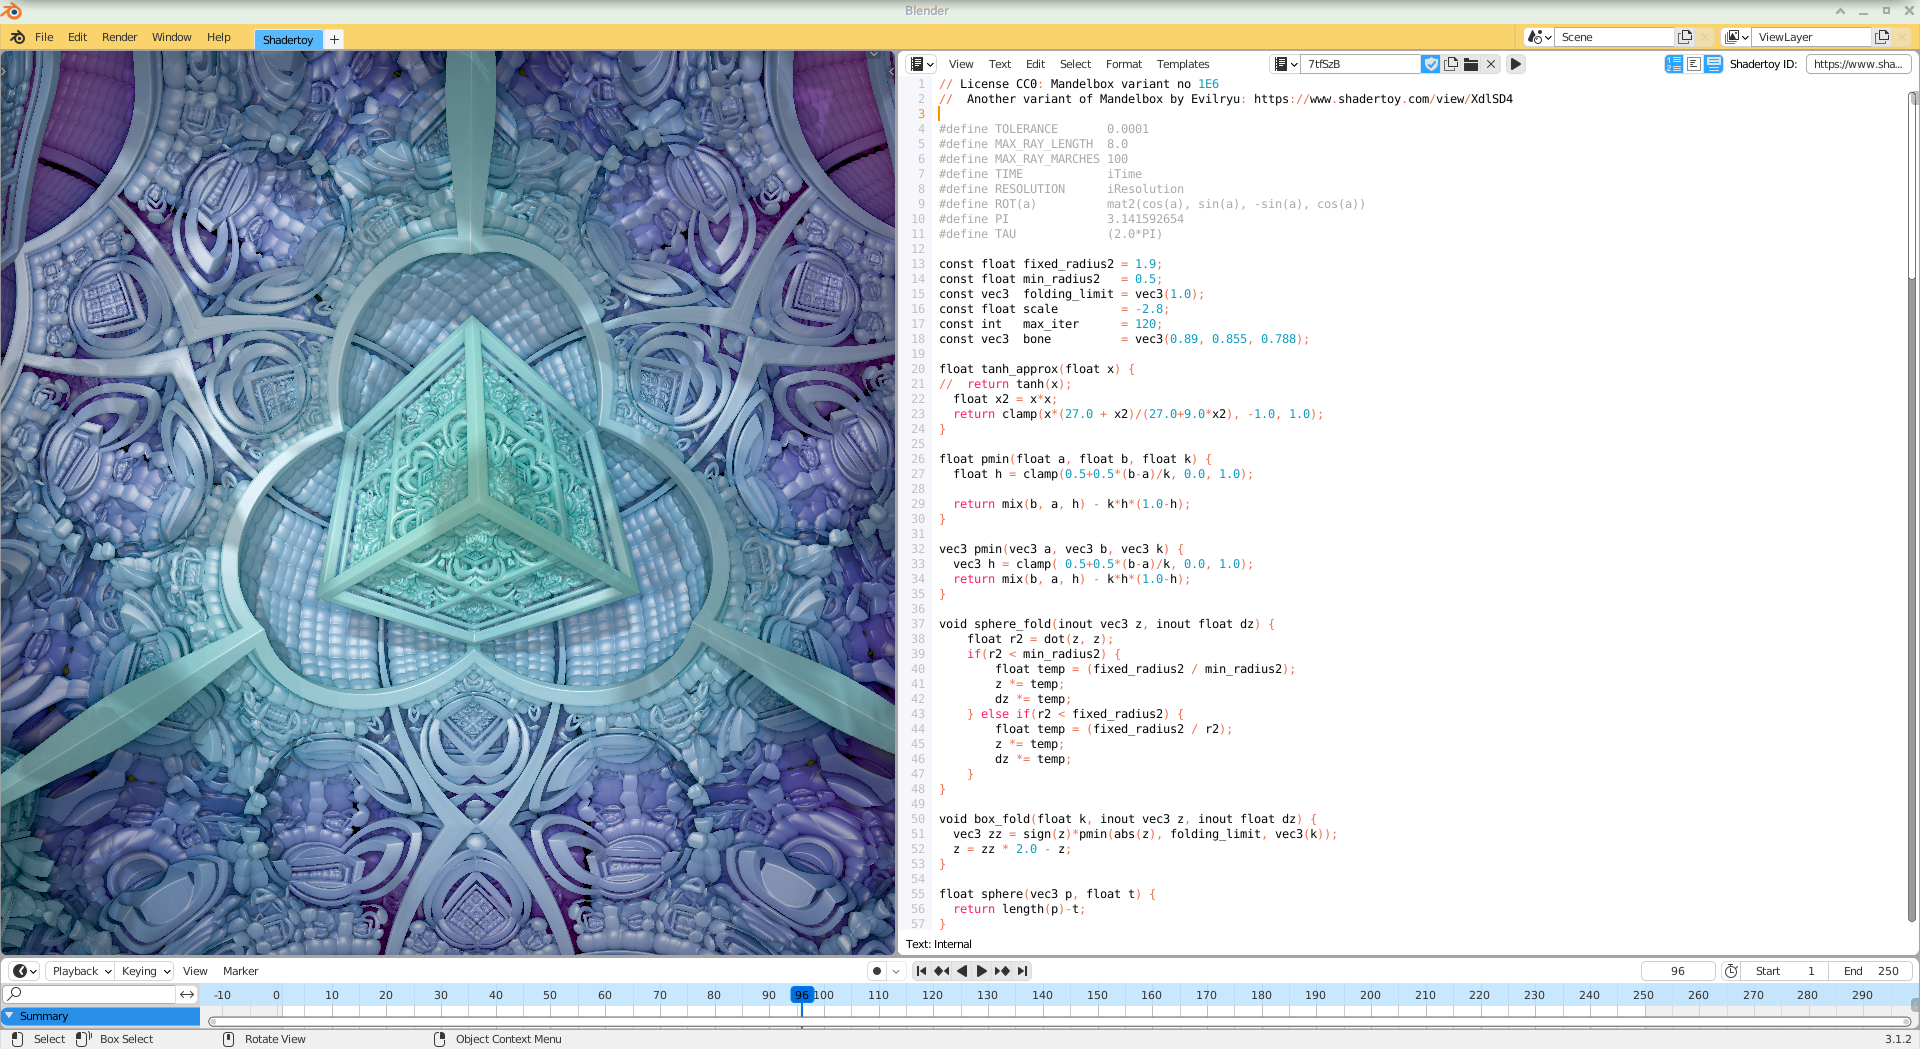 Blender
File Edit Render Window Help Shadertoy + Scene ViewLayer
View Text Edit Select Format Templates 7tfSzB Shadertoy ID: https://www.sha...
1 // License CC0: Mandelbox variant no 1E6
2 //  Another variant of Mandelbox by Evilryu: https://www.shadertoy.com/view/XdlSD4
3
4 #define TOLERANCE       0.0001
5 #define MAX_RAY_LENGTH  8.0
6 #define MAX_RAY_MARCHES 100
7 #define TIME            iTime
8 #define RESOLUTION      iResolution
9 #define ROT(a)          mat2(cos(a), sin(a), -sin(a), cos(a))
10 #define PI              3.141592654
11 #define TAU             (2.0*PI)
12
13 const float fixed_radius2 = 1.9;
14 const float min_radius2   = 0.5;
15 const vec3  folding_limit = vec3(1.0);
16 const float scale         = -2.8;
17 const int   max_iter      = 120;
18 const vec3  bone          = vec3(0.89, 0.855, 0.788);
19
20 float tanh_approx(float x) {
21 //  return tanh(x);
22   float x2 = x*x;
23   return clamp(x*(27.0 + x2)/(27.0+9.0*x2), -1.0, 1.0);
24 }
25
26 float pmin(float a, float b, float k) {
27   float h = clamp(0.5+0.5*(b-a)/k, 0.0, 1.0);
28
29   return mix(b, a, h) - k*h*(1.0-h);
30 }
31
32 vec3 pmin(vec3 a, vec3 b, vec3 k) {
33   vec3 h = clamp( 0.5+0.5*(b-a)/k, 0.0, 1.0);
34   return mix(b, a, h) - k*h*(1.0-h);
35 }
36
37 void sphere_fold(inout vec3 z, inout float dz) {
38     float r2 = dot(z, z);
39     if(r2 < min_radius2) {
40         float temp = (fixed_radius2 / min_radius2);
41         z *= temp;
42         dz *= temp;
43     } else if(r2 < fixed_radius2) {
44         float temp = (fixed_radius2 / r2);
45         z *= temp;
46         dz *= temp;
47     }
48 }
49
50 void box_fold(float k, inout vec3 z, inout float dz) {
51   vec3 zz = sign(z)*pmin(abs(z), folding_limit, vec3(k));
52   z = zz * 2.0 - z;
53 }
54
55 float sphere(vec3 p, float t) {
56   return length(p)-t;
57 }
Text: Internal
Playback Keying View Marker 96 Start 1 End 250
-10 0 10 20 30 40 50 60 70 80 90 96 100 110 120 130 140 150 160 170 180 190 200 210 220 230 240 250 260 270 280 290
Summary
Select Box Select Rotate View Object Context Menu 3.1.2